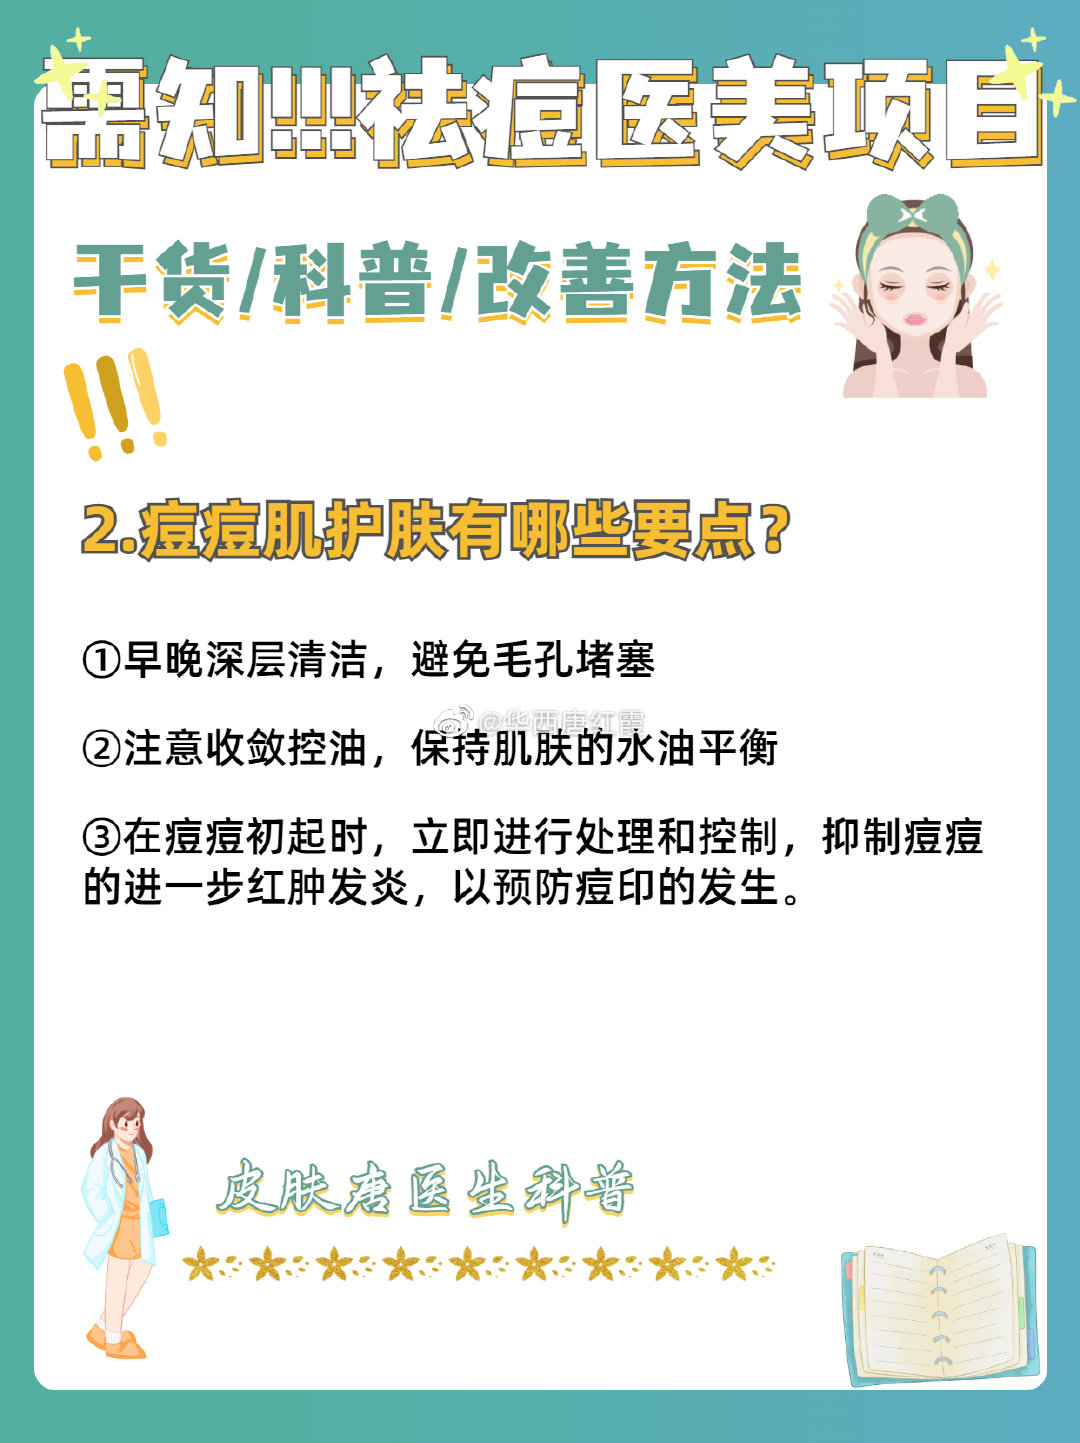 需知!!!祛痘医美项目
干货/科普/改善方法
2.痘痘肌护肤有哪些要点？
①早晚深层清洁，避免毛孔堵塞
@华西唐红霞
②注意收敛控油，保持肌肤的水油平衡
③在痘痘初起时，立即进行处理和控制，抑制痘痘
的进一步红肿发炎，以预防痘印的发生。
皮肤唐医生科普